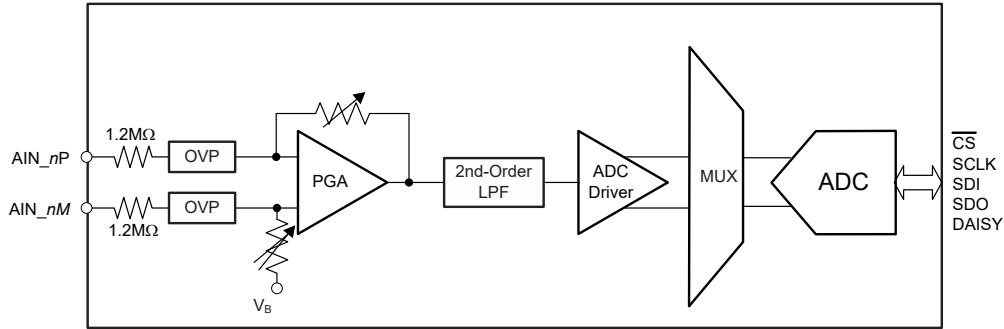 AIN_nP
1.2MΩ
OVP
AIN_nM
1.2MΩ
OVP
PGA
V_B
2nd-Order
LPF
ADC
Driver
MUX
ADC
C̅S̅
SCLK
SDI
SDO
DAISY